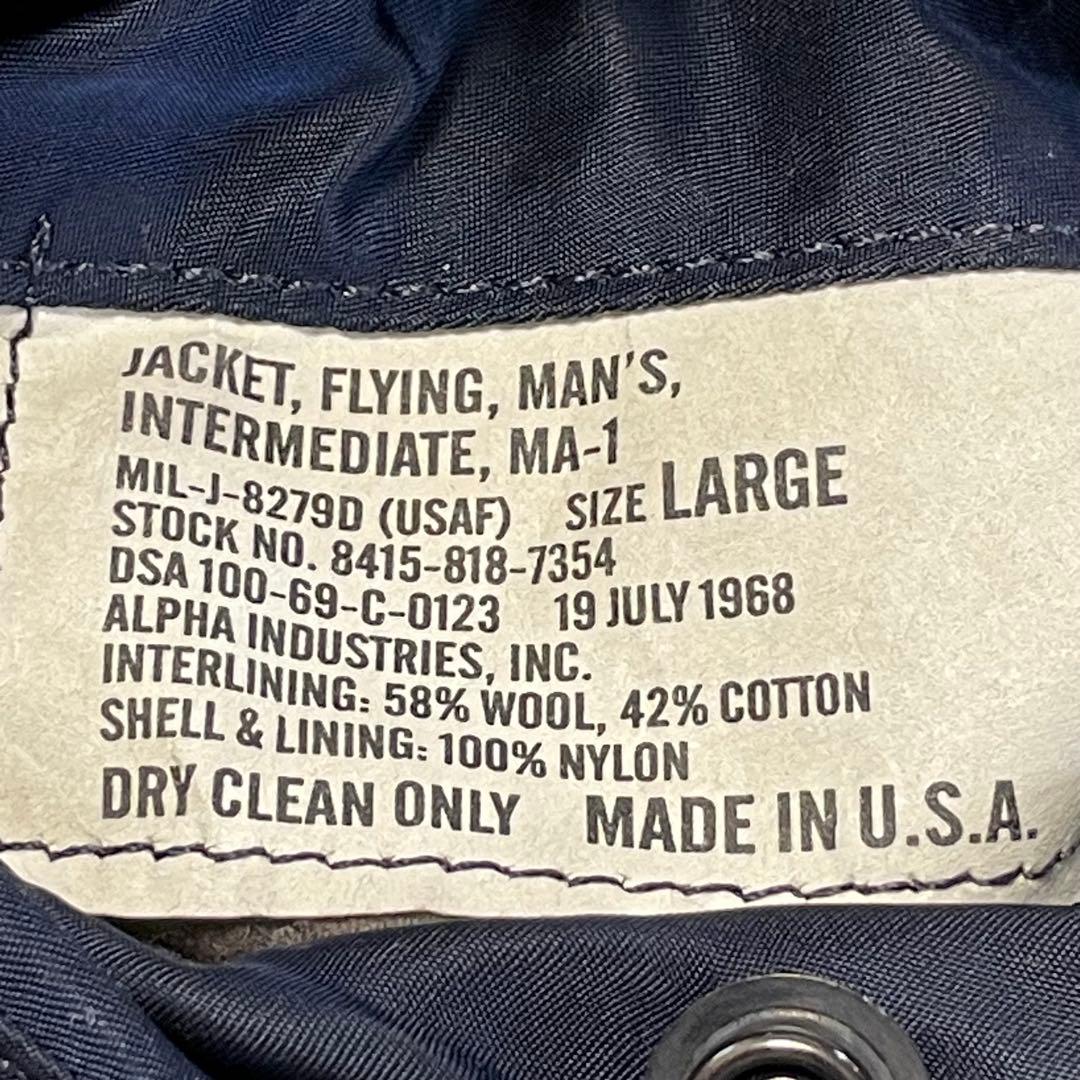 JACKET, FLYING, MAN'S,
INTERMEDIATE, MA-1
MIL-J-8279D (USAF) SIZE LARGE
STOCK NO. 8415-818-7354
DSA 100-69-C-0123 19 JULY 1968
ALPHA INDUSTRIES, INC.
INTERLINING: 58% WOOL, 42% COTTON
SHELL & LINING: 100% NYLON
DRY CLEAN ONLY MADE IN U.S.A.